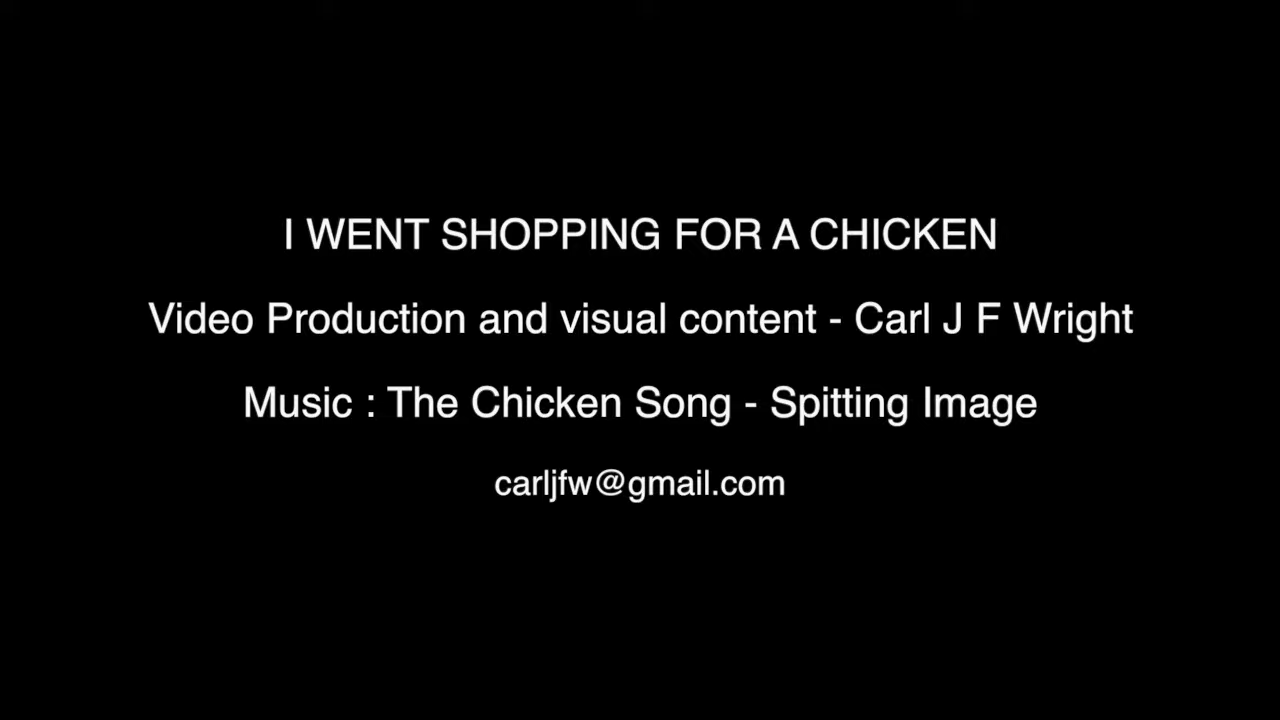 I WENT SHOPPING FOR A CHICKEN
Video Production and visual content - Carl J F Wright
Music : The Chicken Song - Spitting Image
carljfw@gmail.com